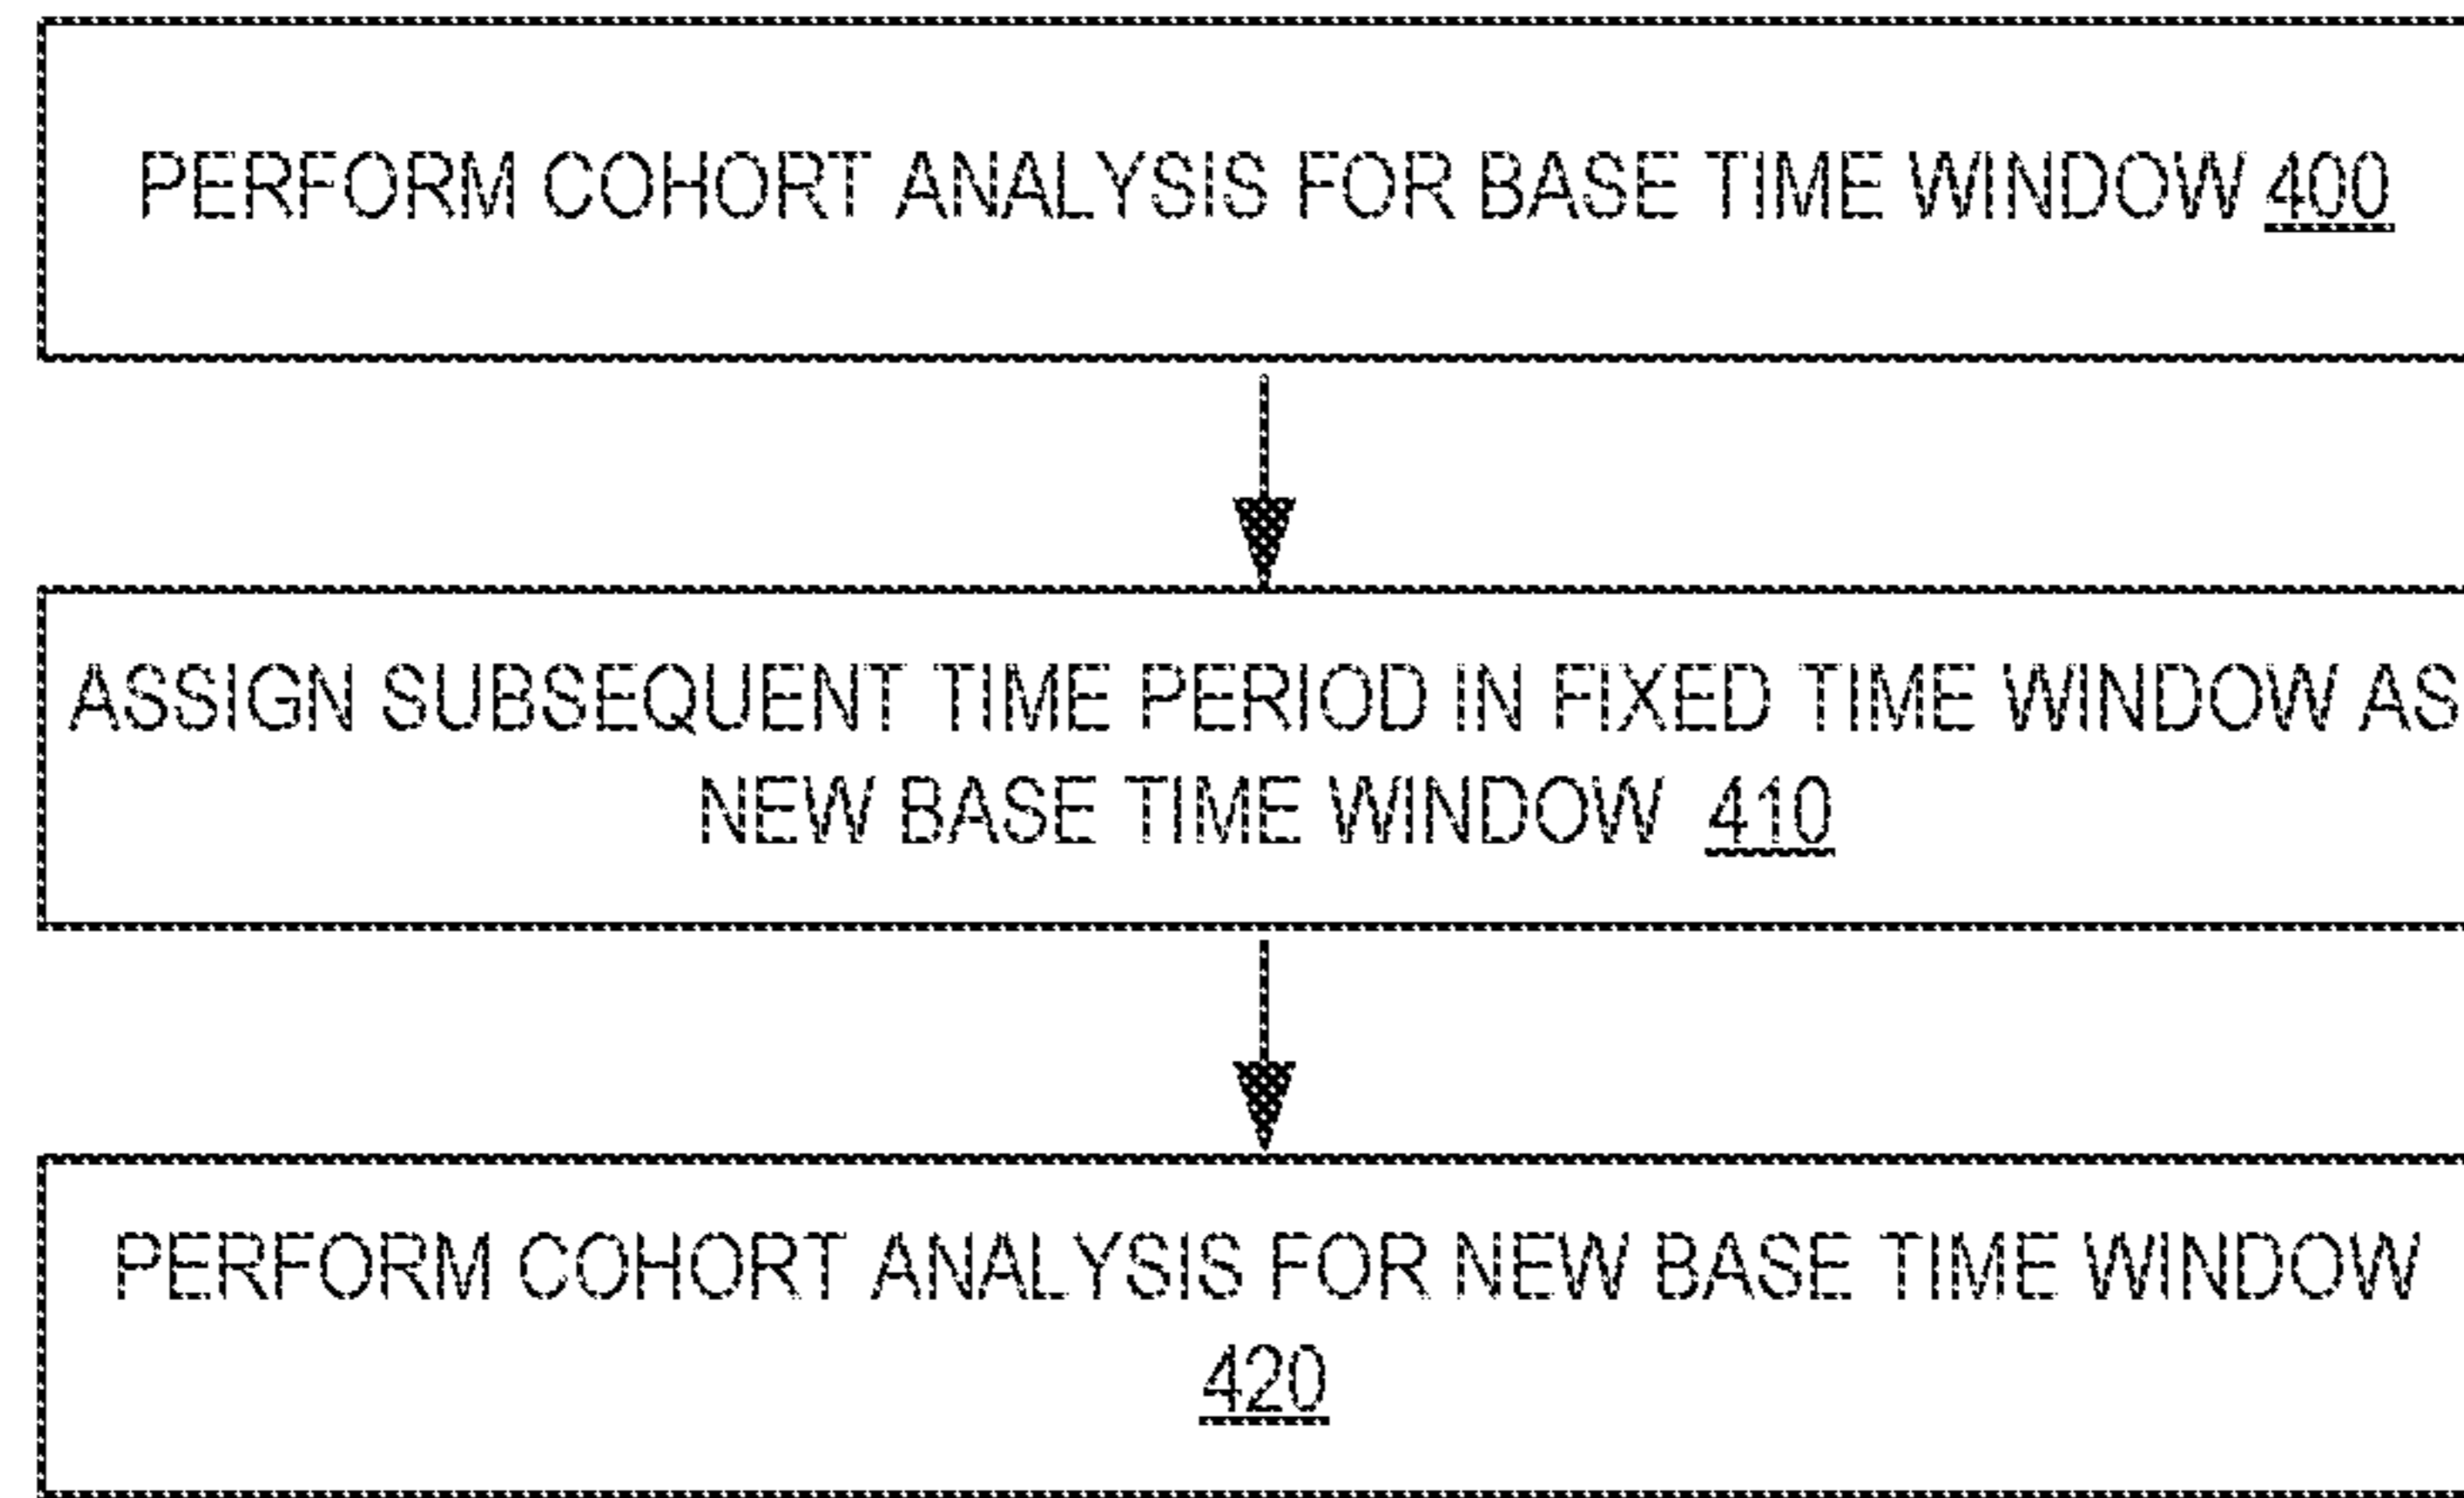 PERFORM COHORT ANALYSIS FOR BASE TIME WINDOW 400
ASSIGN SUBSEQUENT TIME PERIOD IN FIXED TIME WINDOW AS
NEW BASE TIME WINDOW 410
PERFORM COHORT ANALYSIS FOR NEW BASE TIME WINDOW
420